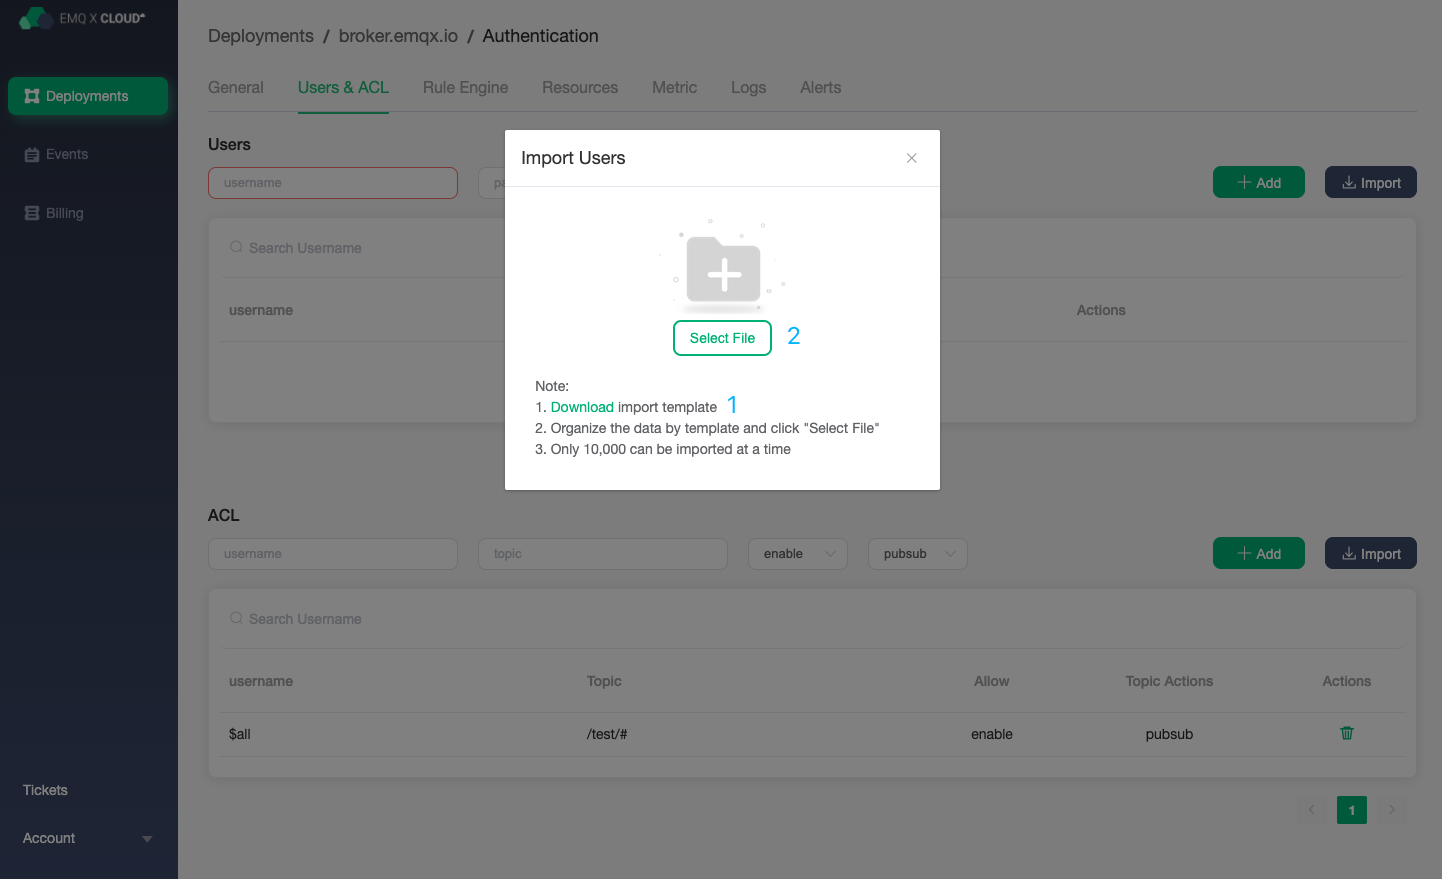 EMQ X CLOUD
Deployments / broker.emqx.io / Authentication
Deployments
Events
Billing
Tickets
Account
General Users & ACL Rule Engine Resources Metric Logs Alerts
Users
username
Add Import
Search Username
username Actions
Import Users
Select File 2
Note:
1. Download import template 1
2. Organize the data by template and click "Select File"
3. Only 10,000 can be imported at a time
ACL
username topic enable pubsub Add Import
Search Username
username Topic Allow Topic Actions Actions
$all /test/# enable pubsub
1